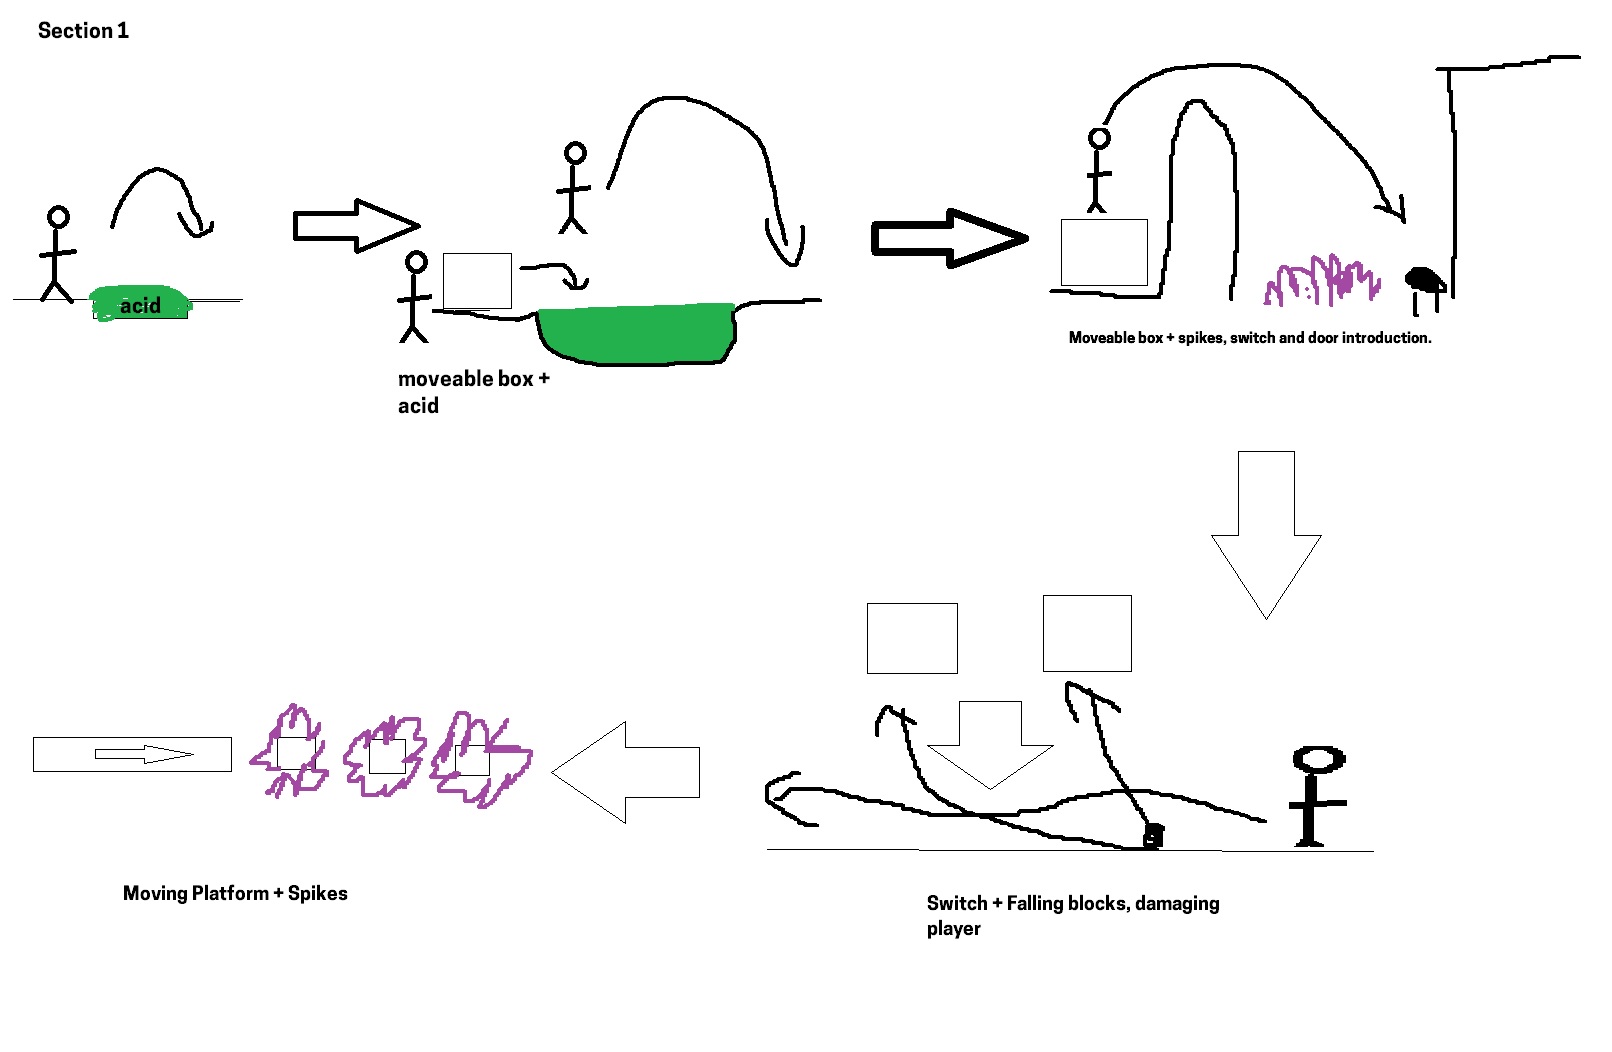 Section 1
acid
moveable box +
acid
Moveable box + spikes, switch and door introduction.
Switch + Falling blocks, damaging
player
Moving Platform + Spikes